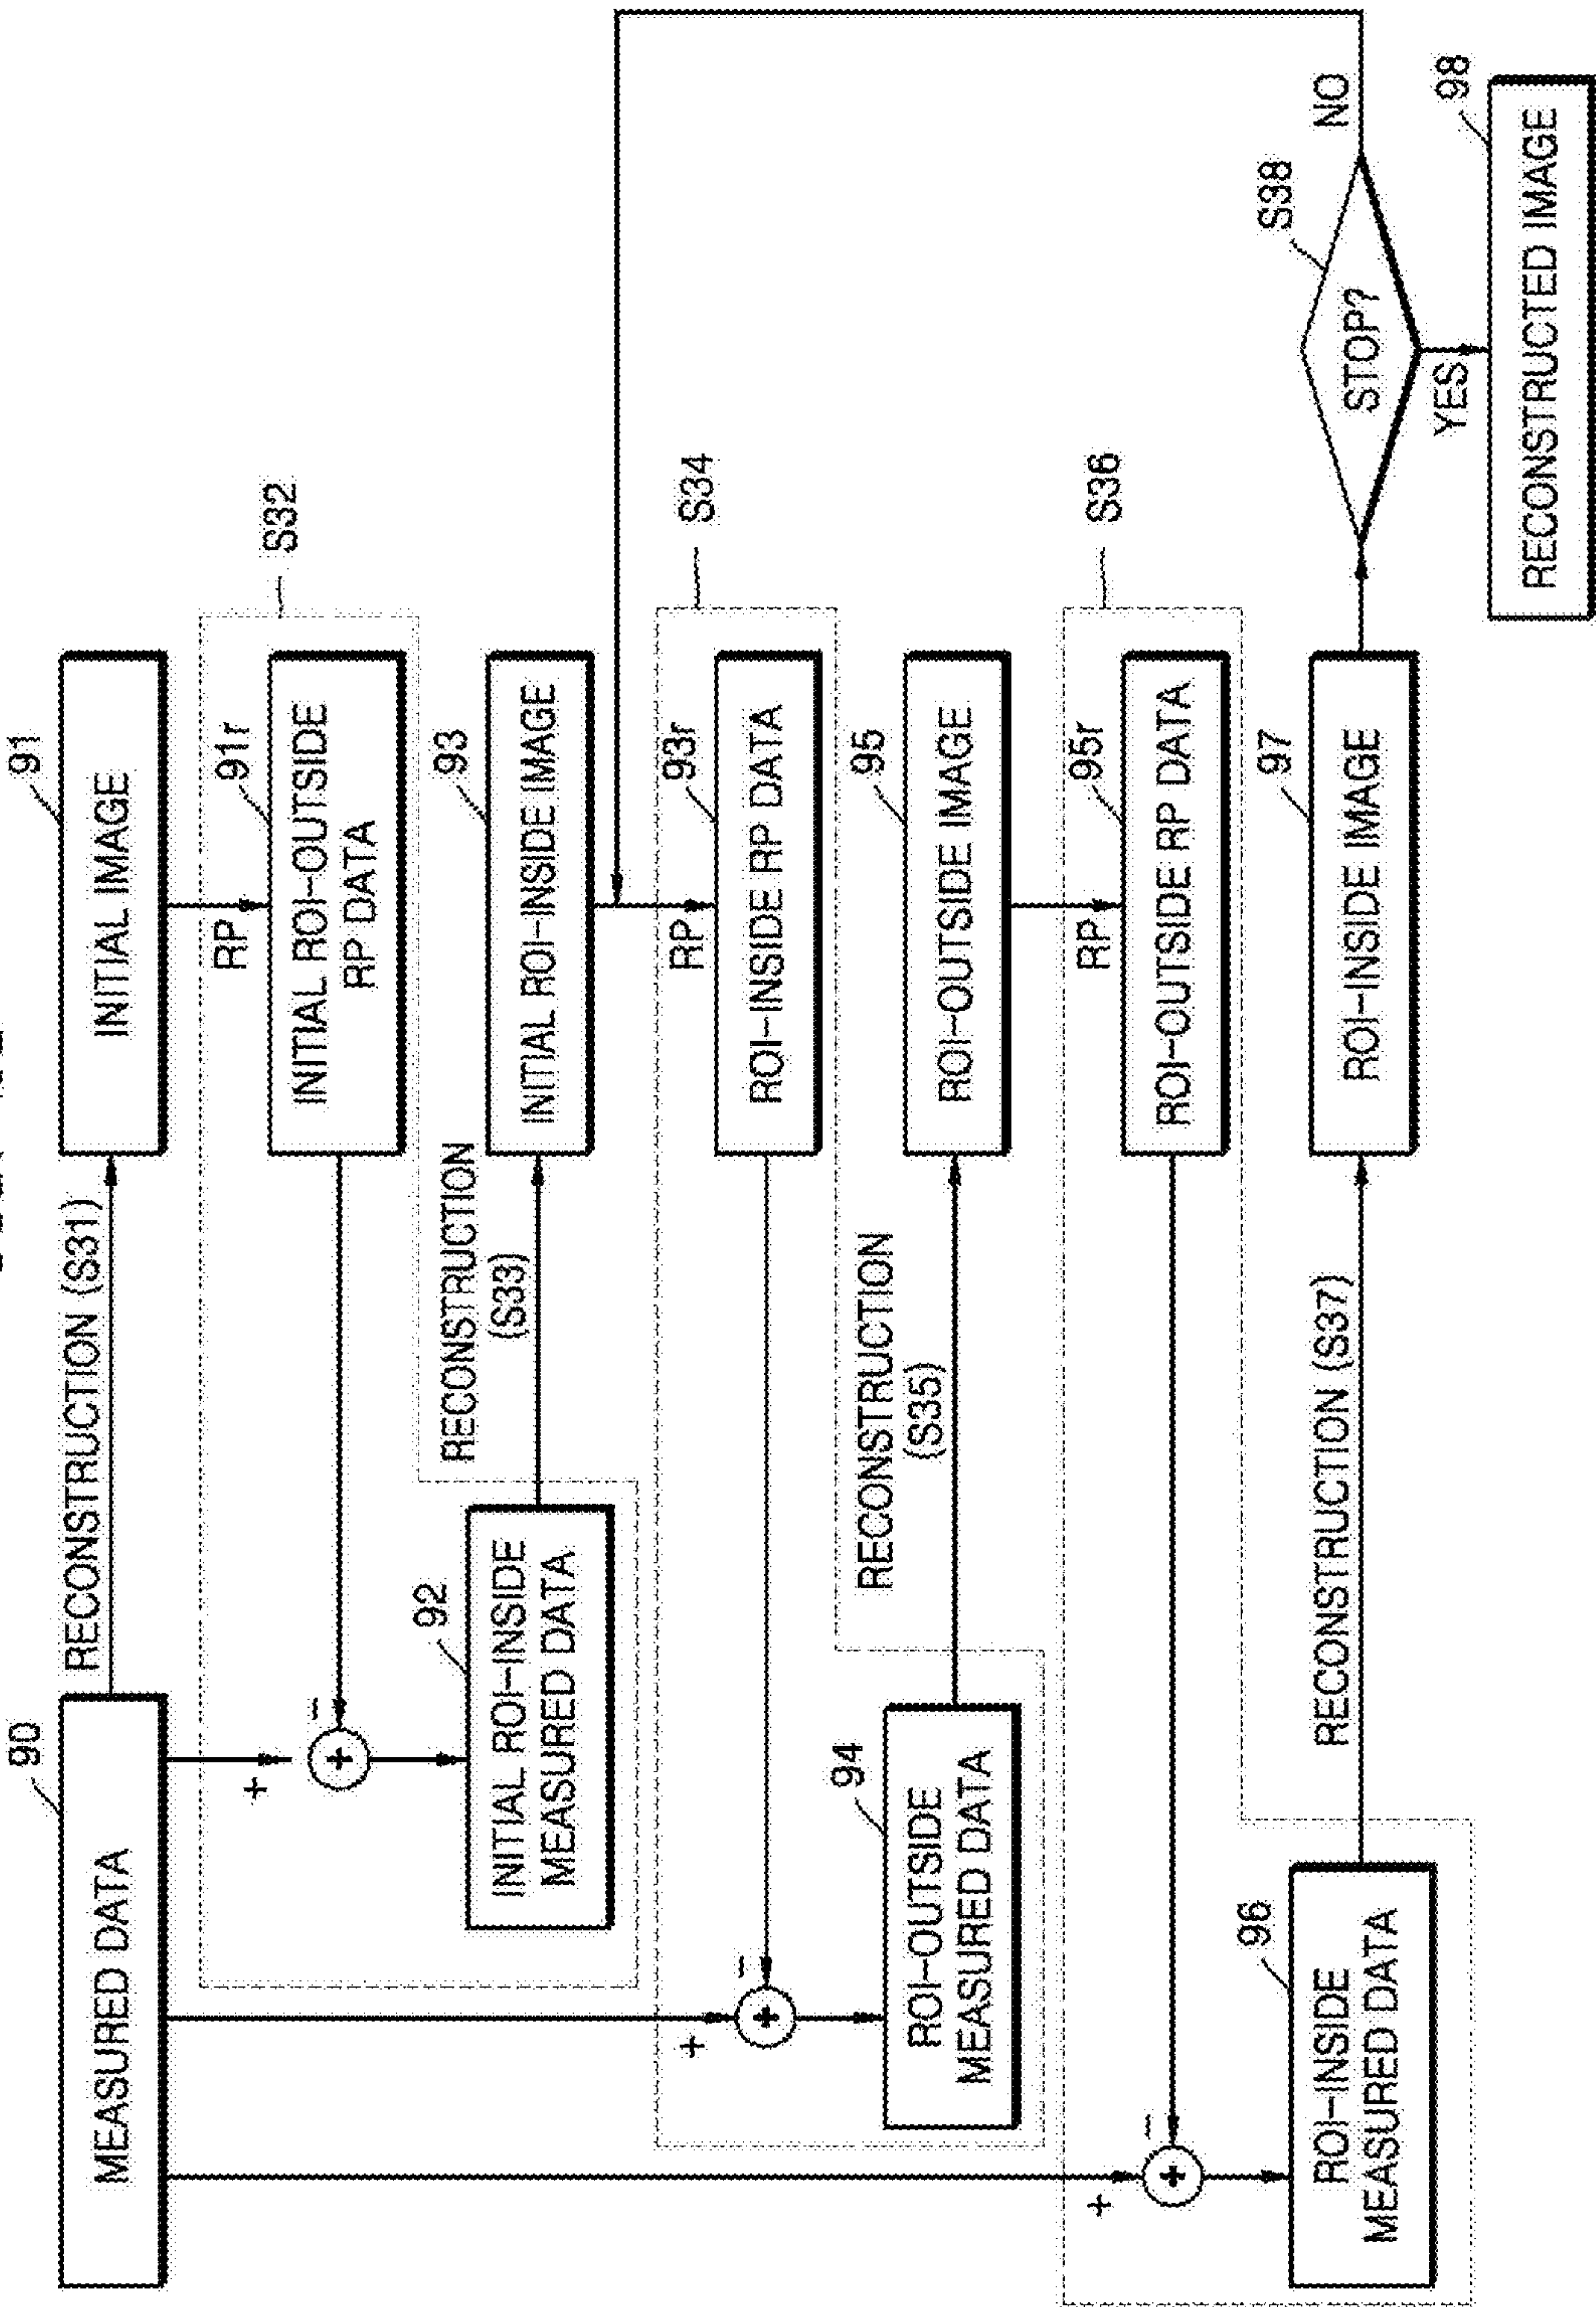 90
MEASURED DATA
RECONSTRUCTION (S31)
91
INITIAL IMAGE
S32
RP
91r
INITIAL ROI-OUTSIDE
RP DATA
-
+
+
92
INITIAL ROI-INSIDE
MEASURED DATA
RECONSTRUCTION
(S33)
93
INITIAL ROI-INSIDE IMAGE
S34
RP
93r
ROI-INSIDE RP DATA
-
+
+
94
ROI-OUTSIDE
MEASURED DATA
RECONSTRUCTION
(S35)
95
ROI-OUTSIDE IMAGE
S36
RP
95r
ROI-OUTSIDE RP DATA
-
+
+
96
ROI-INSIDE
MEASURED DATA
RECONSTRUCTION (S37)
97
ROI-INSIDE IMAGE
S38
STOP?
NO
YES
98
RECONSTRUCTED IMAGE